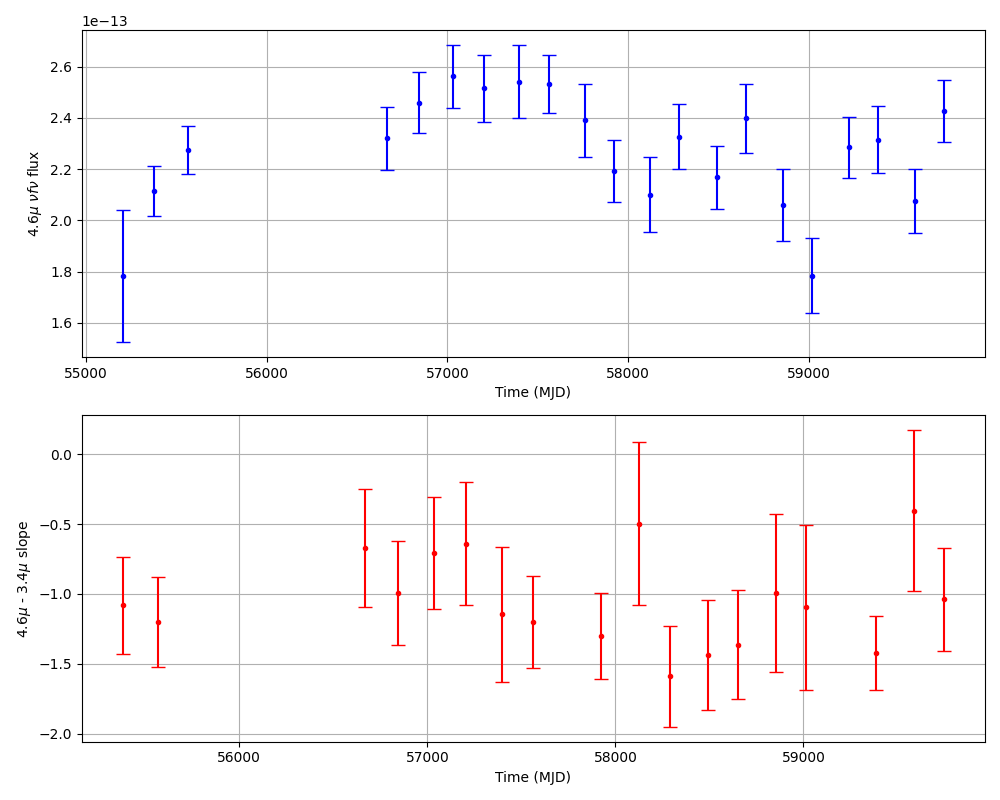 1e−13
2.6
2.4
2.2
2.0
1.8
1.6
4.6μ νfν flux
55000 56000 57000 58000 59000
Time (MJD)
0.0
−0.5
−1.0
−1.5
−2.0
4.6μ - 3.4μ slope
56000 57000 58000 59000
Time (MJD)